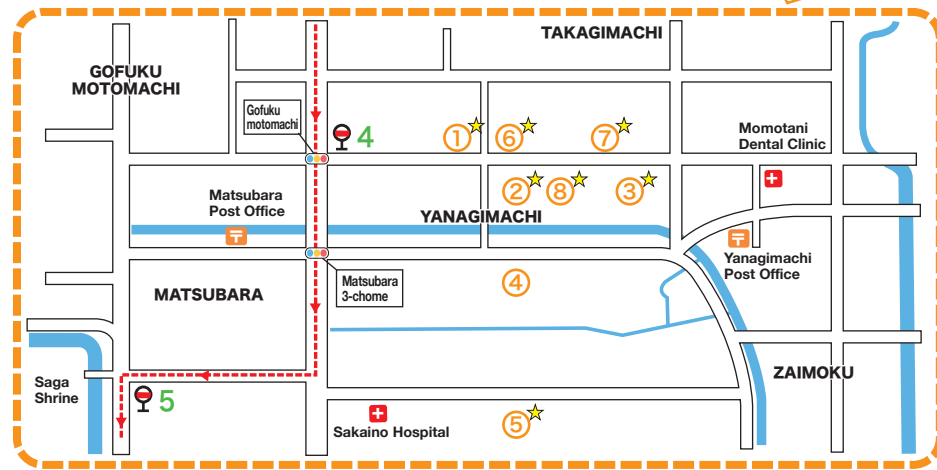 TAKAGIMACHI
GOFUKU
MOTOMACHI
Gofuku
motomachi
4
①
⑥
⑦
Momotani
Dental Clinic
②
⑧
③
Matsubara
Post Office
〒
YANAGIMACHI
〒
Yanagimachi
Post Office
MATSUBARA
Matsubara
3-chome
④
ZAIMOKU
Saga
Shrine
5
Sakaino Hospital
⑤